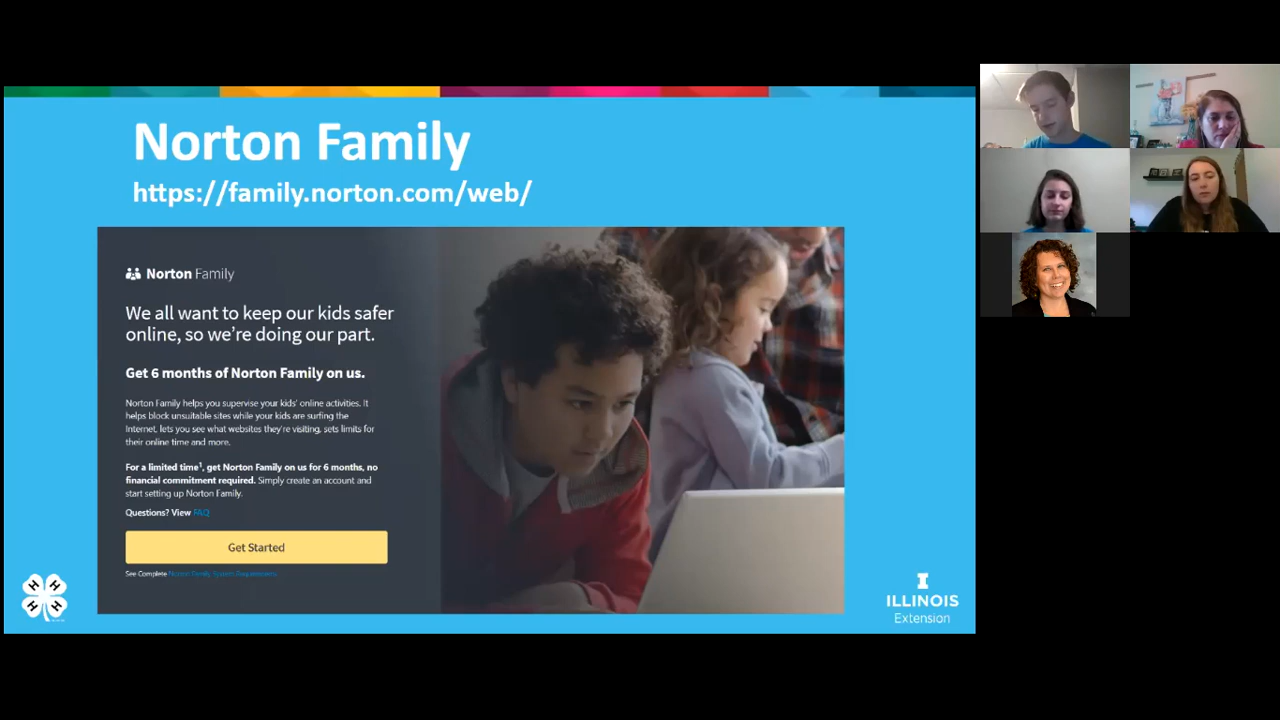 Norton Family
https://family.norton.com/web/
Norton Family
We all want to keep our kids safer
online, so we're doing our part.
Get 6 months of Norton Family on us.
Norton Family helps you supervise your kids' online activities. It
helps block unsuitable sites while your kids are surfing the
Internet, lets you see what websites they're visiting, sets limits for
their online time and more.
For a limited time¹, get Norton Family on us for 6 months, no
financial commitment required. Simply create an account and
start setting up Norton Family.
Questions? View FAQ
Get Started
See Complete Norton Family System Requirements.
H H
H H
ILLINOIS
Extension